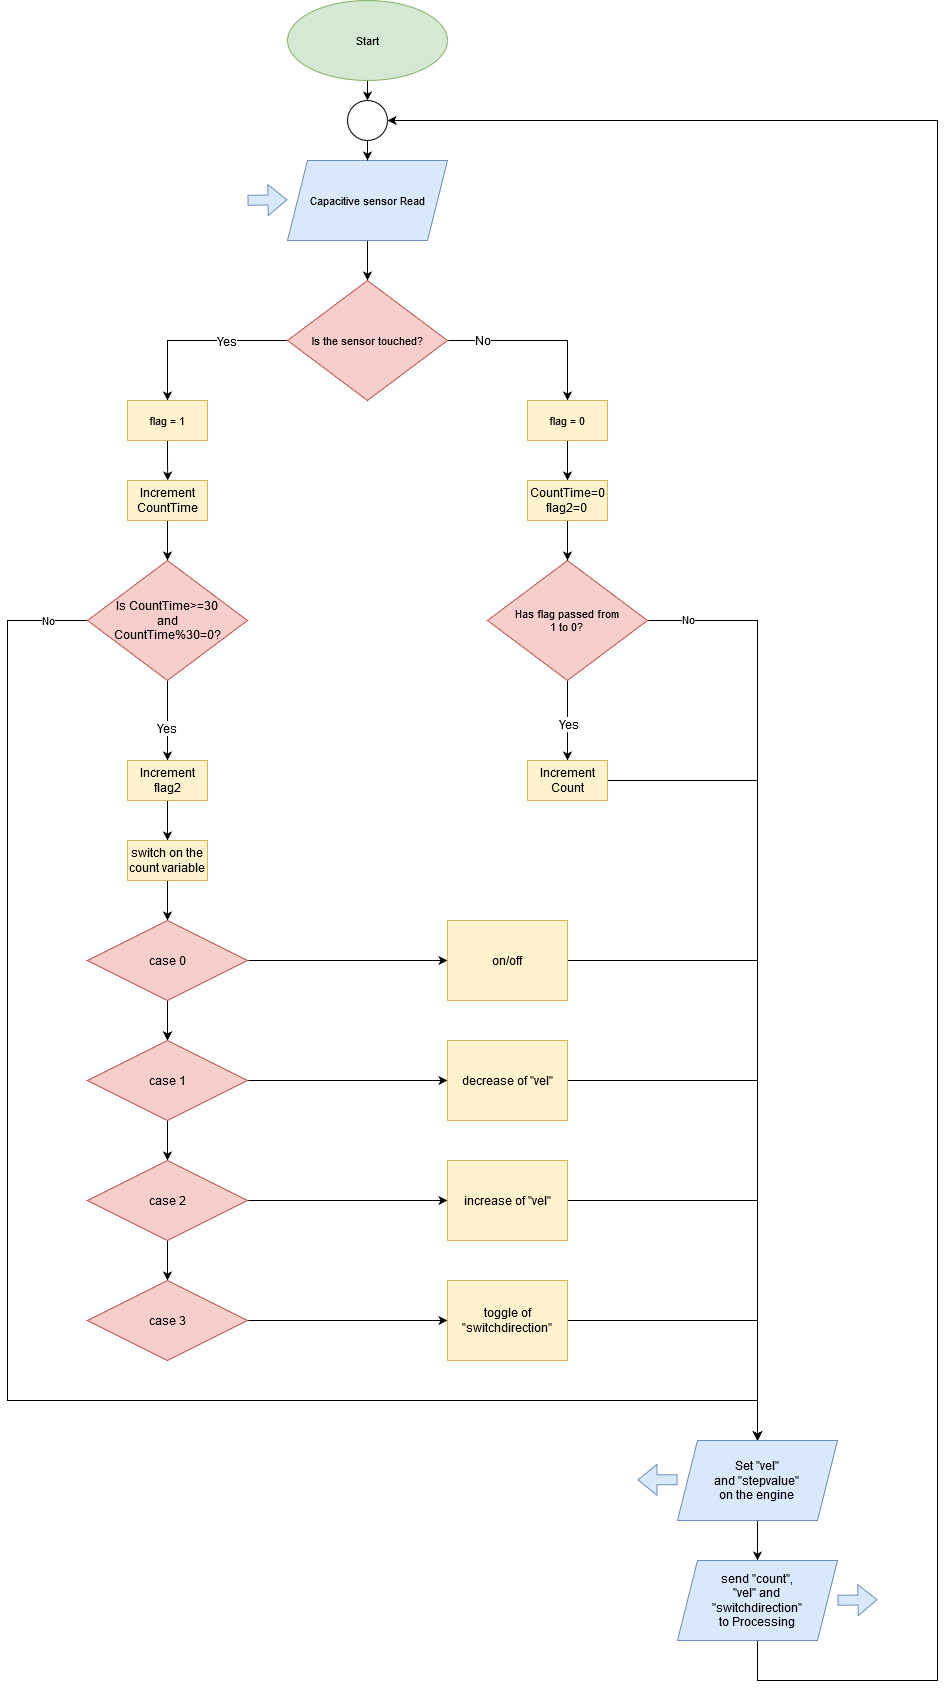 Start
Capacitive sensor Read
Is the sensor touched?
Yes
No
flag = 1
flag = 0
Increment
CountTime
CountTime=0
flag2=0
Is CountTime>=30
and
CountTime%30=0?
No
Has flag passed from
1 to 0?
No
Yes
Yes
Increment
flag2
Increment
Count
switch on the
count variable
case 0
on/off
case 1
decrease of "vel"
case 2
increase of "vel"
case 3
toggle of
"switchdirection"
Set "vel"
and "stepvalue"
on the engine
send "count",
"vel" and
"switchdirection"
to Processing